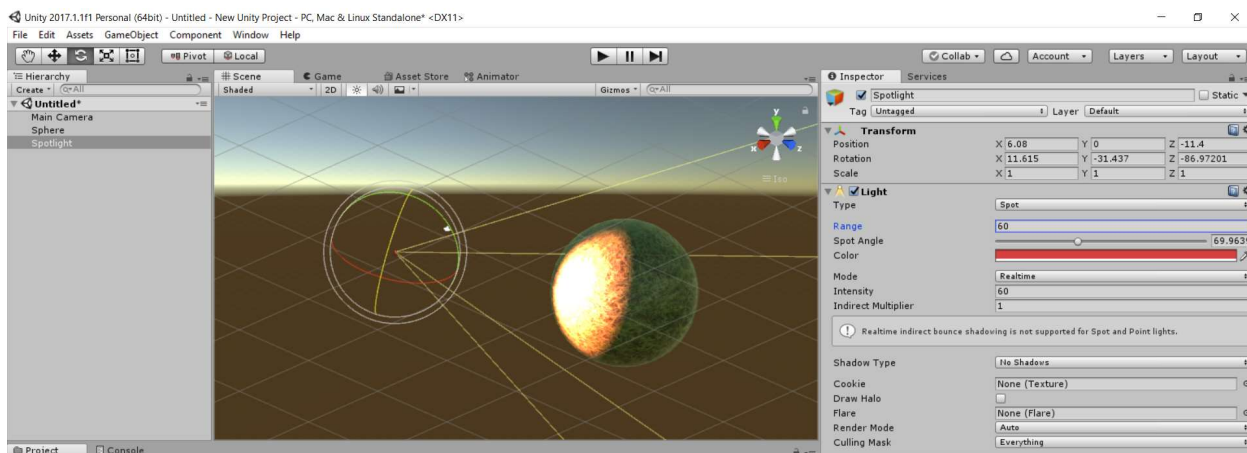 Unity 2017.1.1f1 Personal (64bit) - Untitled - New Unity Project - PC, Mac & Linux Standalone* <DX11>
File Edit Assets GameObject Component Window Help
Pivot Local Collab Account Layers Layout
Hierarchy Scene Game Asset Store Animator Inspector Services
Create All Shaded 2D Gizmos All Spotlight Static
Untitled*
Main Camera
Sphere
Spotlight
y
x z
Iso
Tag Untagged Layer Default
Transform
Position X 6.08 Y 0 Z -11.4
Rotation X 11.615 Y -31.437 Z -86.97201
Scale X 1 Y 1 Z 1
Light
Type Spot
Range 60
Spot Angle 69.9639
Color
Mode Realtime
Intensity 60
Indirect Multiplier 1
Realtime indirect bounce shadowing is not supported for Spot and Point lights.
Shadow Type No Shadows
Cookie None (Texture)
Draw Halo
Flare None (Flare)
Render Mode Auto
Culling Mask Everything
Project Console